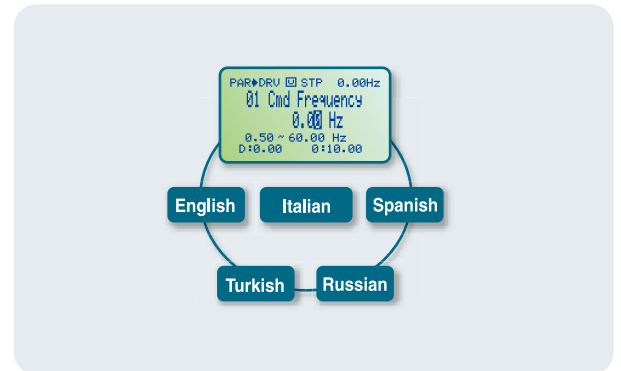 PAR➧DRV U STP 0.00Hz
01 Cmd Frequency
0.00 Hz
0.50 ~ 60.00 Hz
D:0.00 0:10.00
English Italian Spanish
Turkish Russian